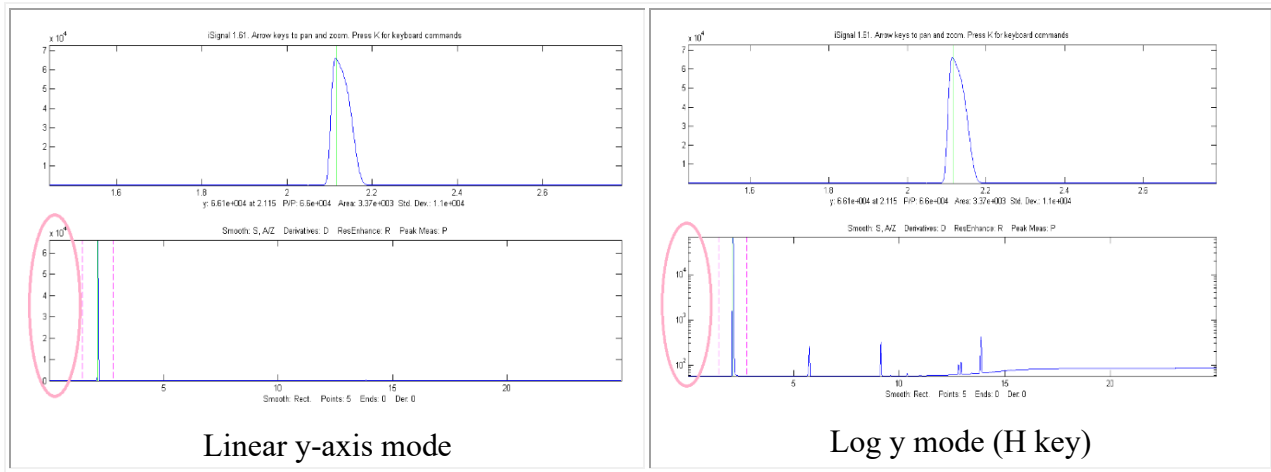 iSignal 1.61. Arrow keys to pan and zoom. Press K for keyboard commands
x 10^4
7
6
5
4
3
2
1
1.6 1.8 2 2.2 2.4 2.6
y: 6.61e+004 at 2.115 P/P: 6.6e+004 Area: 3.37e+003 Std. Dev.: 1.1e+004
x 10^4
Smooth: S, A/Z Derivatives: D ResEnhance: R Peak Meas: P
6
5
4
3
2
1
0
5 10 15 20
Smooth: Rect. Points: 5 Ends: 0 Der: 0
Linear y-axis mode
iSignal 1.61. Arrow keys to pan and zoom. Press K for keyboard commands
x 10^4
7
6
5
4
3
2
1
1.6 1.8 2 2.2 2.4 2.6
y: 6.61e+004 at 2.115 P/P: 6.6e+004 Area: 3.37e+003 Std. Dev.: 1.1e+004
Smooth: S, A/Z Derivatives: D ResEnhance: R Peak Meas: P
10^4
10^3
10^2
5 10 15 20
Smooth: Rect. Points: 5 Ends: 0 Der: 0
Log y mode (H key)